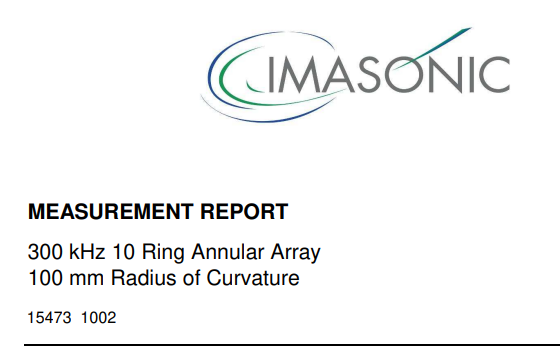 IMASONIC
MEASUREMENT REPORT
300 kHz 10 Ring Annular Array
100 mm Radius of Curvature
15473 1002